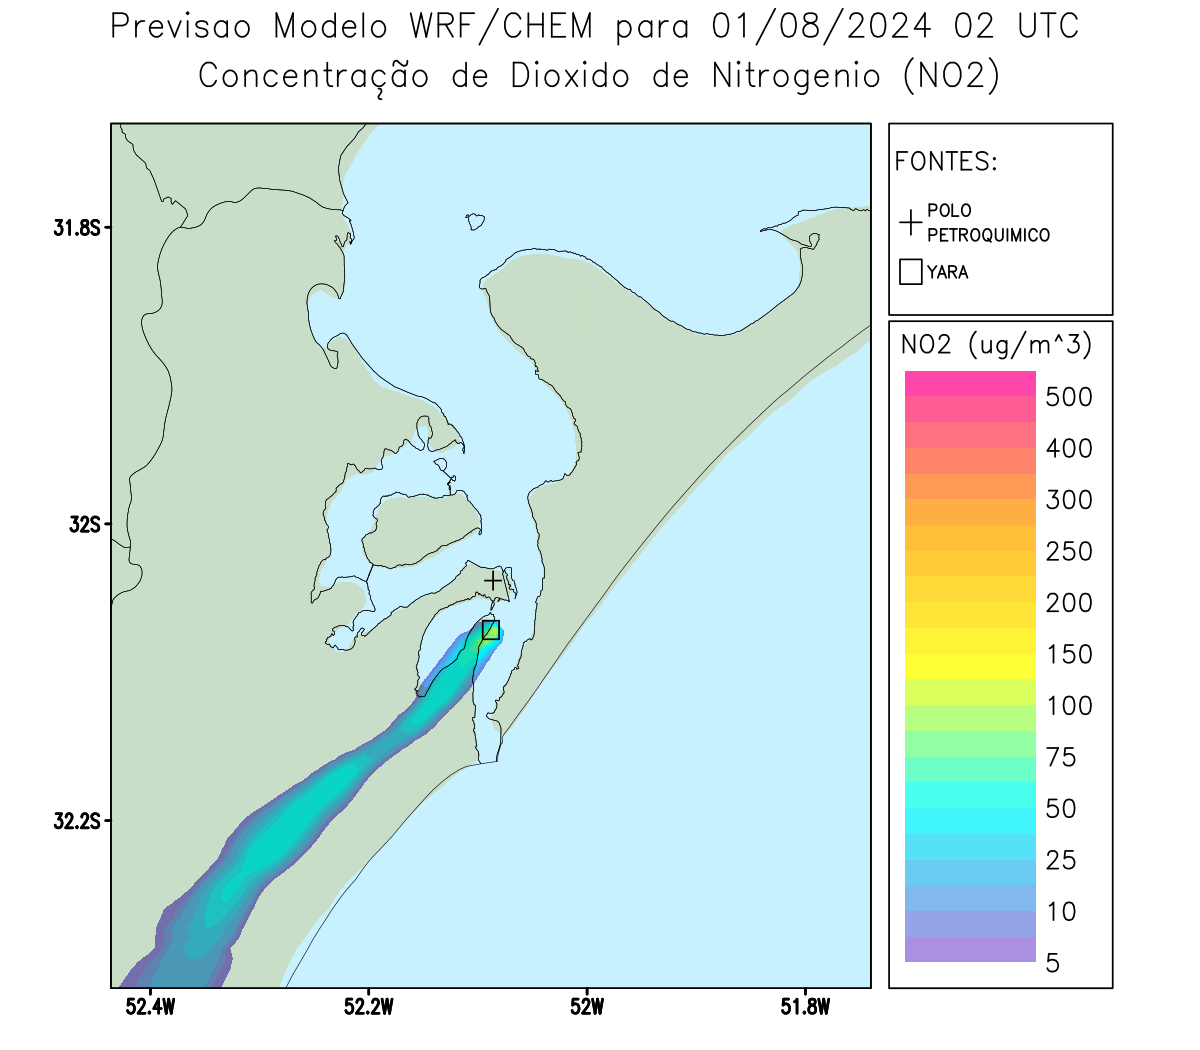 Previsao Modelo WRF/CHEM para 01/08/2024 02 UTC
Concentração de Dioxido de Nitrogenio (NO2)
FONTES:
POLO
PETROQUIMICO
YARA
NO2 (ug/m^3)
500
400
300
250
200
150
100
75
50
25
10
5
31.8S
32S
32.2S
52.4W
52.2W
52W
51.8W